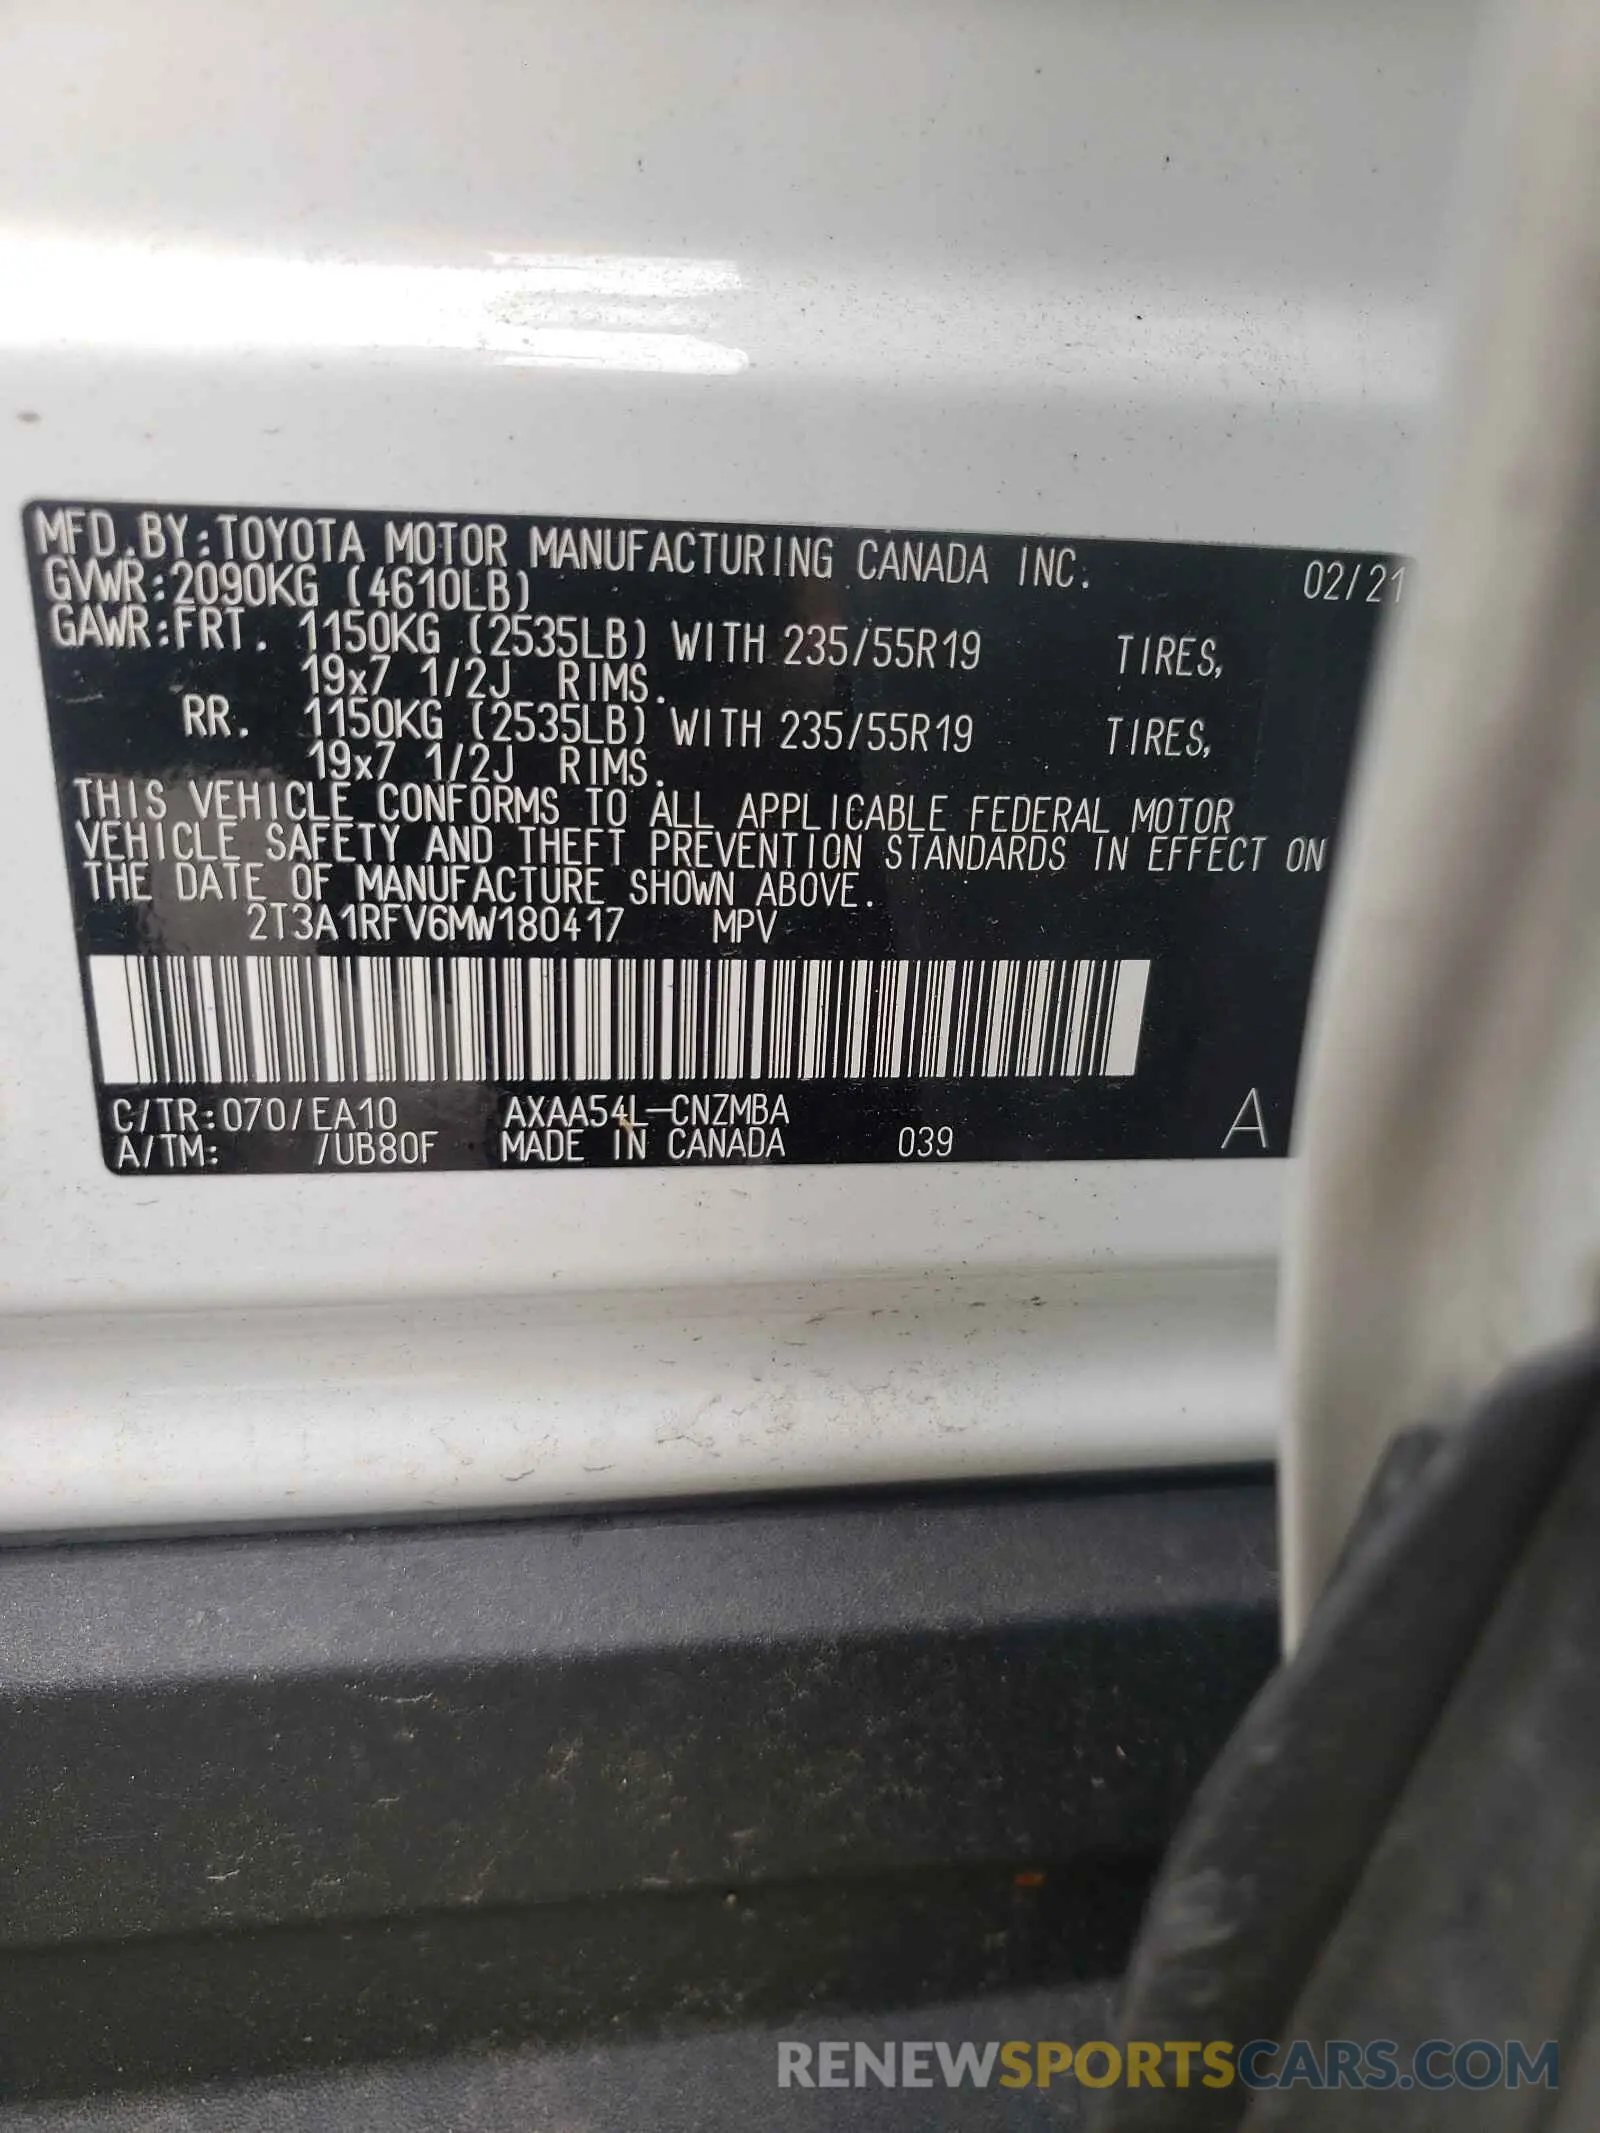 MFD.BY:TOYOTA MOTOR MANUFACTURING CANADA INC. 02/21
GVWR:2090KG (4610LB)
GAWR:FRT. 1150KG (2535LB) WITH 235/55R19 TIRES,
19x7 1/2J RIMS.
RR. 1150KG (2535LB) WITH 235/55R19 TIRES,
19x7 1/2J RIMS.
THIS VEHICLE CONFORMS TO ALL APPLICABLE FEDERAL MOTOR
VEHICLE SAFETY AND THEFT PREVENTION STANDARDS IN EFFECT ON
THE DATE OF MANUFACTURE SHOWN ABOVE.
2T3A1RFV6MW180417 MPV
C/TR:070/EA10 AXAA54L-CNZMBA
A/TM: /UB80F MADE IN CANADA 039 A
RENEWSPORTSCARS.COM